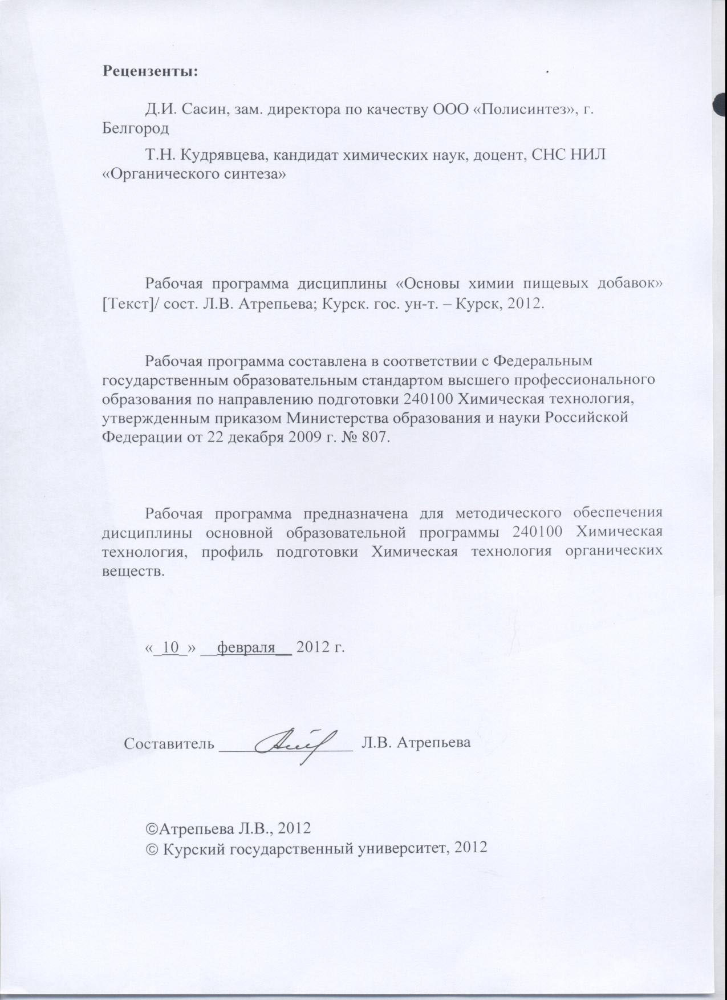 Рецензенты:
Д.И. Сасин, зам. директора по качеству ООО «Полисинтез», г.
Белгород
Т.Н. Кудрявцева, кандидат химических наук, доцент, СНС НИЛ
«Органического синтеза»
Рабочая программа дисциплины «Основы химии пищевых добавок»
[Текст]/ сост. Л.В. Атрепьева; Курск. гос. ун-т. – Курск, 2012.
Рабочая программа составлена в соответствии с Федеральным
государственным образовательным стандартом высшего профессионального
образования по направлению подготовки 240100 Химическая технология,
утвержденным приказом Министерства образования и науки Российской
Федерации от 22 декабря 2009 г. № 807.
Рабочая программа предназначена для методического обеспечения
дисциплины основной образовательной программы 240100 Химическая
технология, профиль подготовки Химическая технология органических
веществ.
«_10_» __февраля__ 2012 г.
Составитель ________________ Л.В. Атрепьева
©Атрепьева Л.В., 2012
© Курский государственный университет, 2012